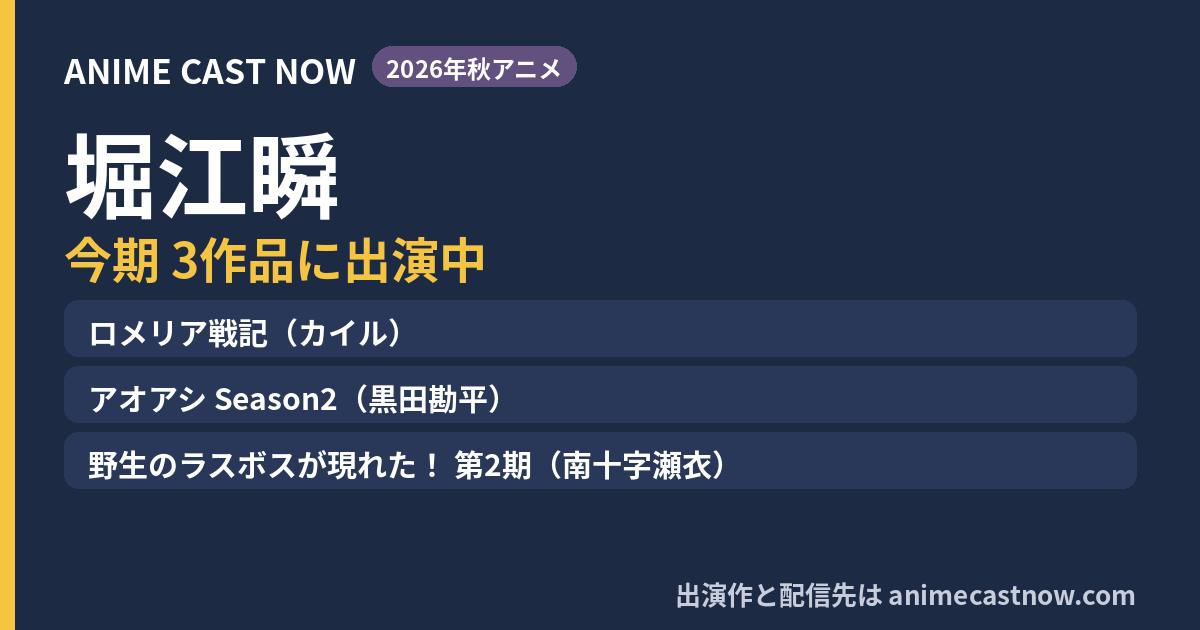 ANIME CAST NOW 2026年秋アニメ
堀江瞬
今期 3作品に出演中
ロメリア戦記（カイル）
アオアシ Season2（黒田勘平）
野生のラスボスが現れた！ 第2期（南十字瀬衣）
出演作と配信先は animecastnow.com